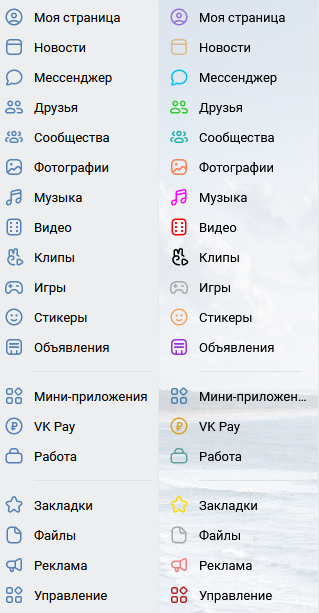 Моя страница
Новости
Мессенджер
Друзья
Сообщества
Фотографии
Музыка
Видео
Клипы
Игры
Стикеры
Объявления
Мини-приложения
VK Pay
Работа
Закладки
Файлы
Реклама
Управление
Моя страница
Новости
Мессенджер
Друзья
Сообщества
Фотографии
Музыка
Видео
Клипы
Игры
Стикеры
Объявления
Мини-приложен...
VK Pay
Работа
Закладки
Файлы
Реклама
Управление